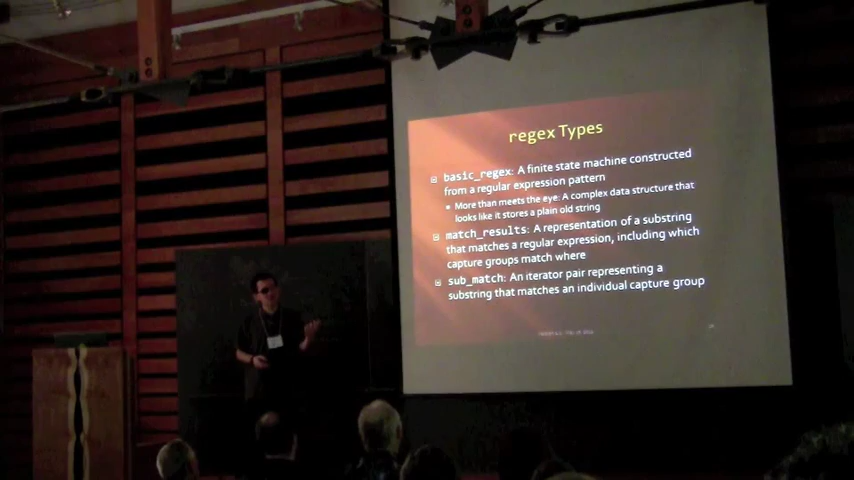 regex Types
basic_regex: A finite state machine constructed
from a regular expression pattern
More than meets the eye: A complex data structure that
looks like it stores a plain old string
match_results: A representation of a substring
that matches a regular expression, including which
capture groups match where
sub_match: An iterator pair representing a
substring that matches an individual capture group